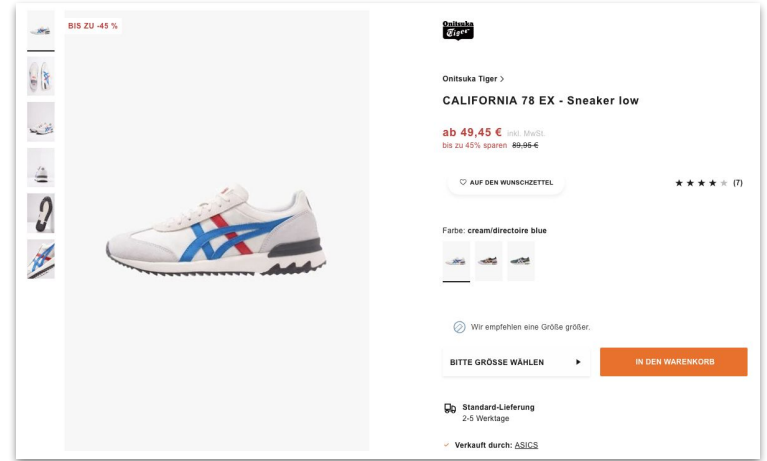 BIS ZU -45 %
Onitsuka
Tiger
Onitsuka Tiger >
CALIFORNIA 78 EX - Sneaker low
ab 49,45 € inkl. MwSt.
bis zu 45% sparen 89,95 €
AUF DEN WUNSCHZETTEL
(7)
Farbe: cream/directoire blue
Wir empfehlen eine Größe größer.
BITTE GRÖSSE WÄHLEN
IN DEN WARENKORB
Standard-Lieferung
2-5 Werktage
Verkauft durch: ASICS